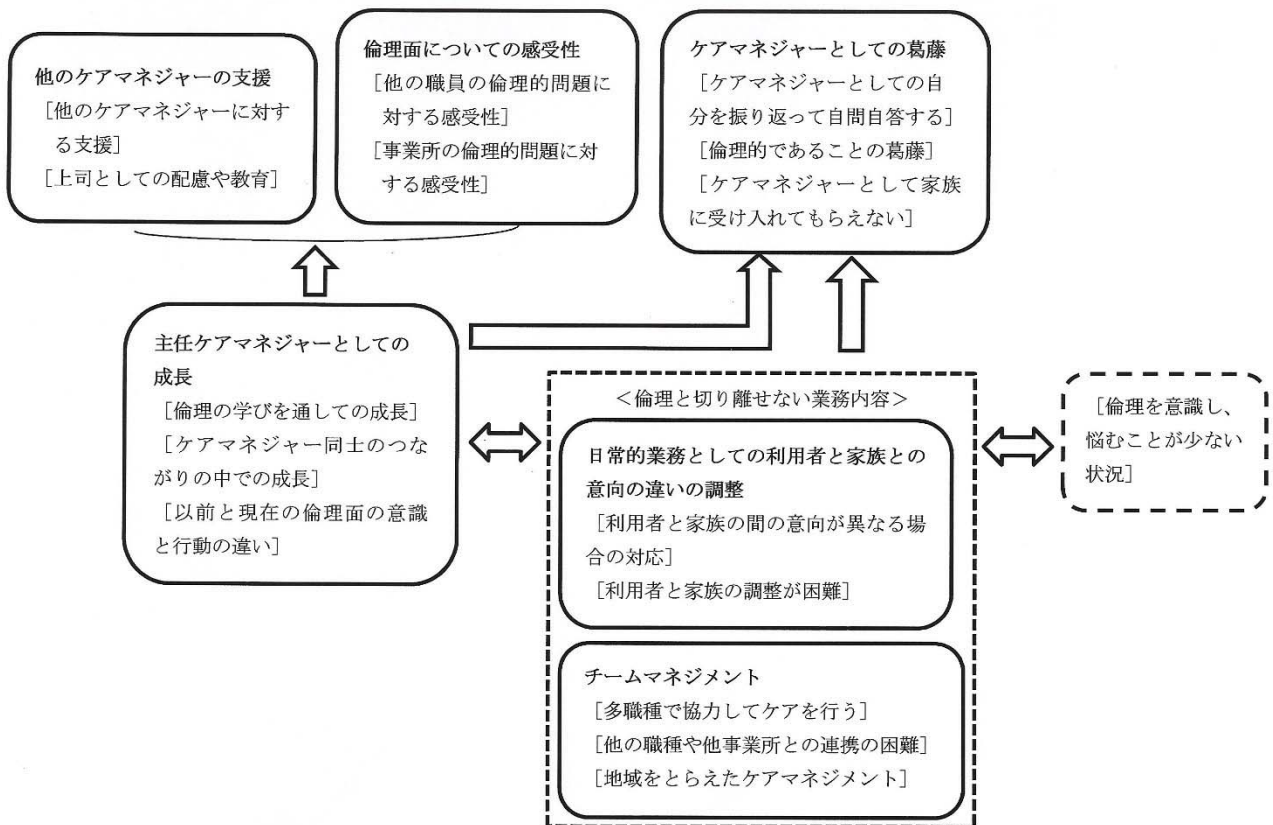 他のケアマネジャーの支援
[他のケアマネジャーに対す
る支援]
[上司としての配慮や教育]
倫理面についての感受性
[他の職員の倫理的問題に
対する感受性]
[事業所の倫理的問題に対
する感受性]
ケアマネジャーとしての葛藤
[ケアマネジャーとしての自
分を振り返って自問自答する]
[倫理的であることの葛藤]
[ケアマネジャーとして家族
に受け入れてもらえない]
主任ケアマネジャーとしての
成長
[倫理の学びを通しての成長]
[ケアマネジャー同士のつな
がりの中での成長]
[以前と現在の倫理面の意識
と行動の違い]
<倫理と切り離せない業務内容>
日常的業務としての利用者と家族との
意向の違いの調整
[利用者と家族の間の意向が異なる場
合の対応]
[利用者と家族の調整が困難]
チームマネジメント
[多職種で協力してケアを行う]
[他の職種や他事業所との連携の困難]
[地域をとらえたケアマネジメント]
[倫理を意識し、
悩むことが少ない
状況]